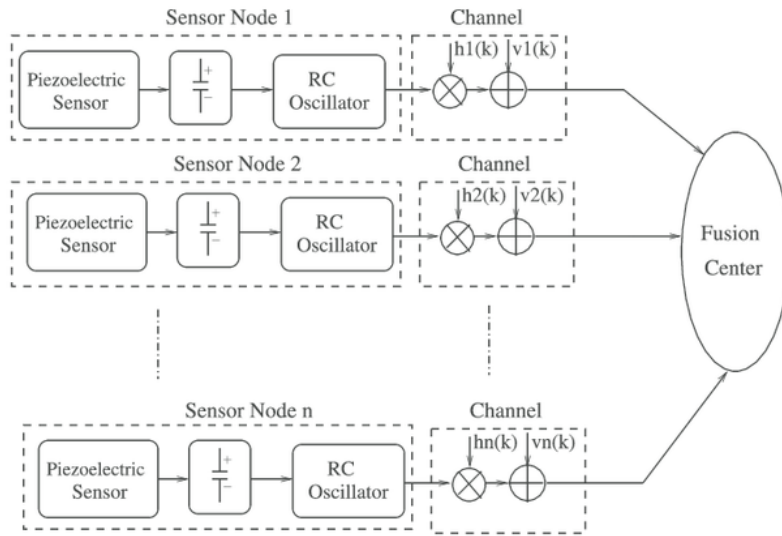 Sensor Node 1
Channel
Piezoelectric
Sensor
+
−
RC
Oscillator
h1(k)
v1(k)
Sensor Node 2
Channel
Piezoelectric
Sensor
+
−
RC
Oscillator
h2(k)
v2(k)
Fusion
Center
Sensor Node n
Channel
Piezoelectric
Sensor
+
−
RC
Oscillator
hn(k)
vn(k)